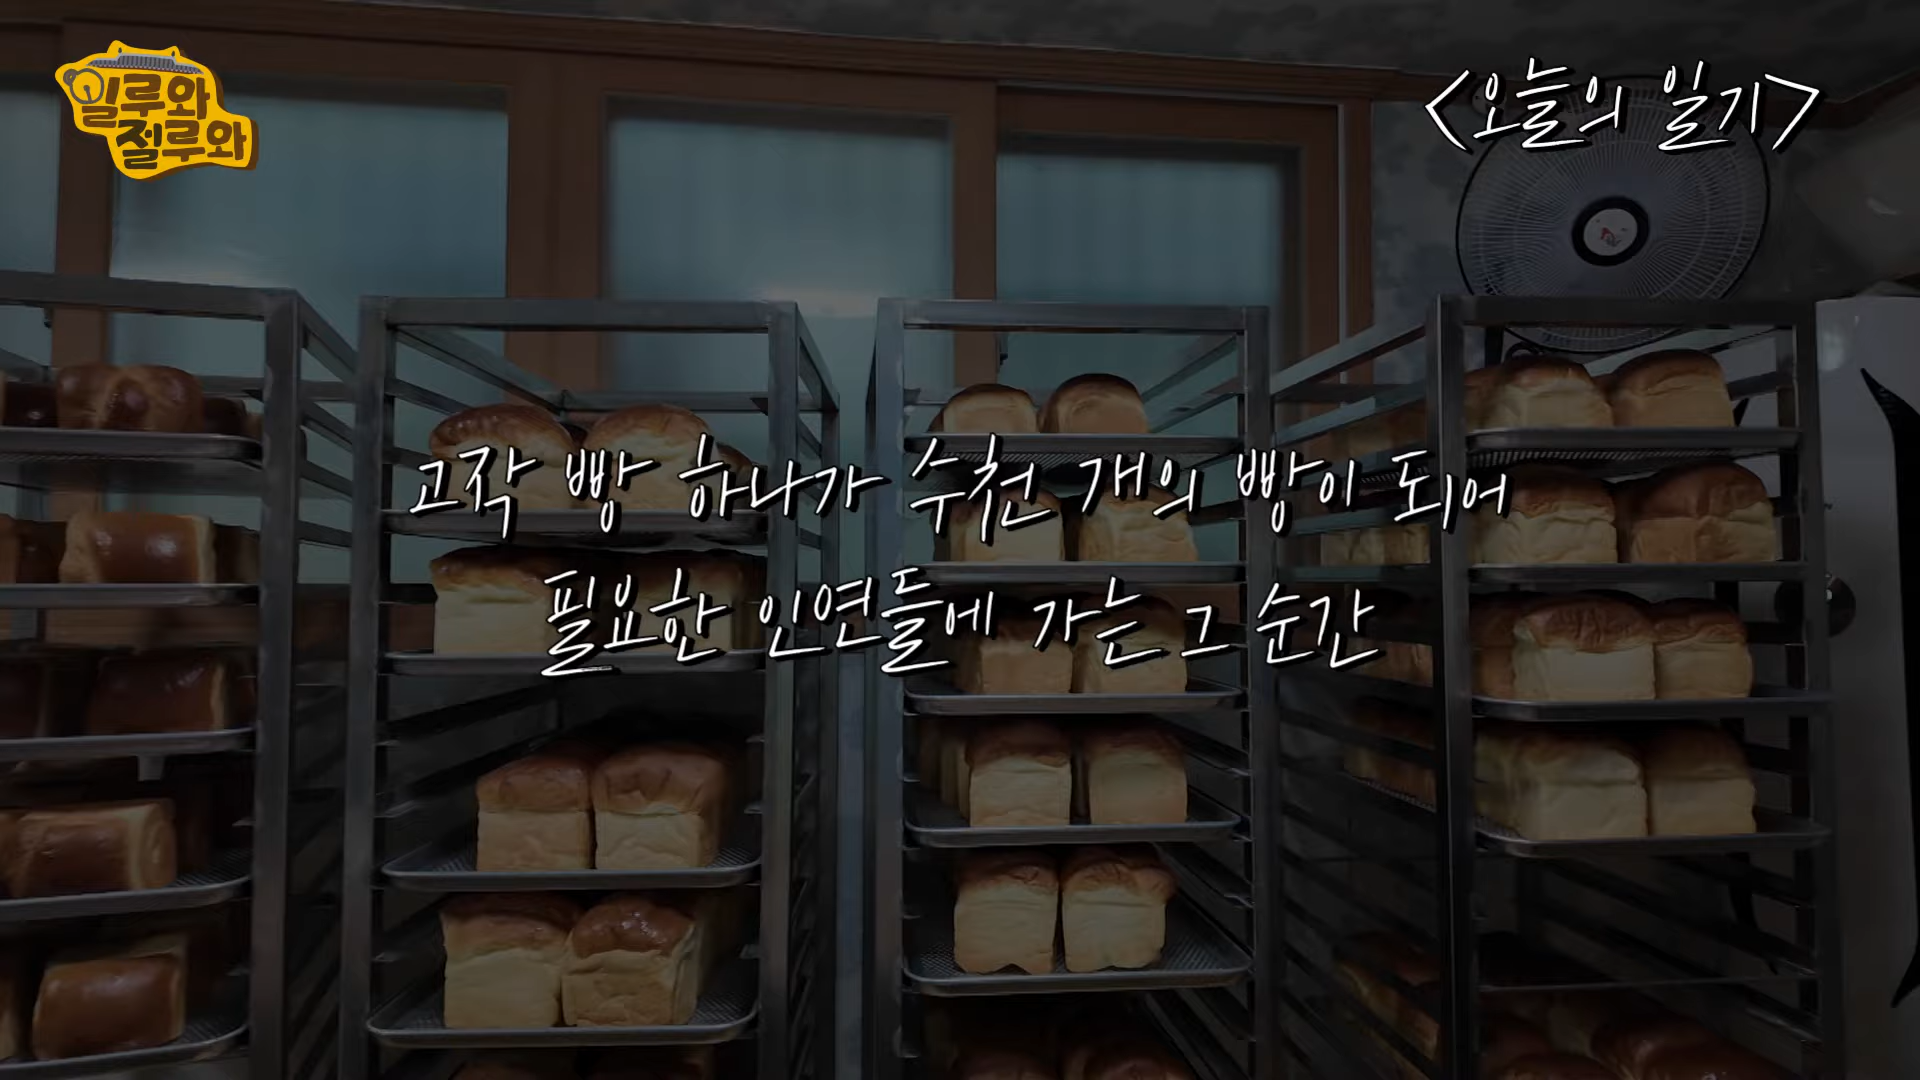 일루와
절루와
<오늘의 일기>
고작 빵 하나가 수천 개의 빵이 되어
필요한 인연들에 가는 그 순간